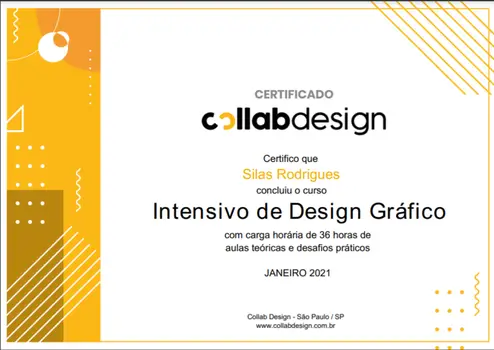 CERTIFICADO
collabdesign
Certifico que
Silas Rodrigues
concluiu o curso
Intensivo de Design Gráfico
com carga horária de 36 horas de
aulas teóricas e desafios práticos
JANEIRO 2021
Collab Design - São Paulo / SP
www.collabdesign.com.br